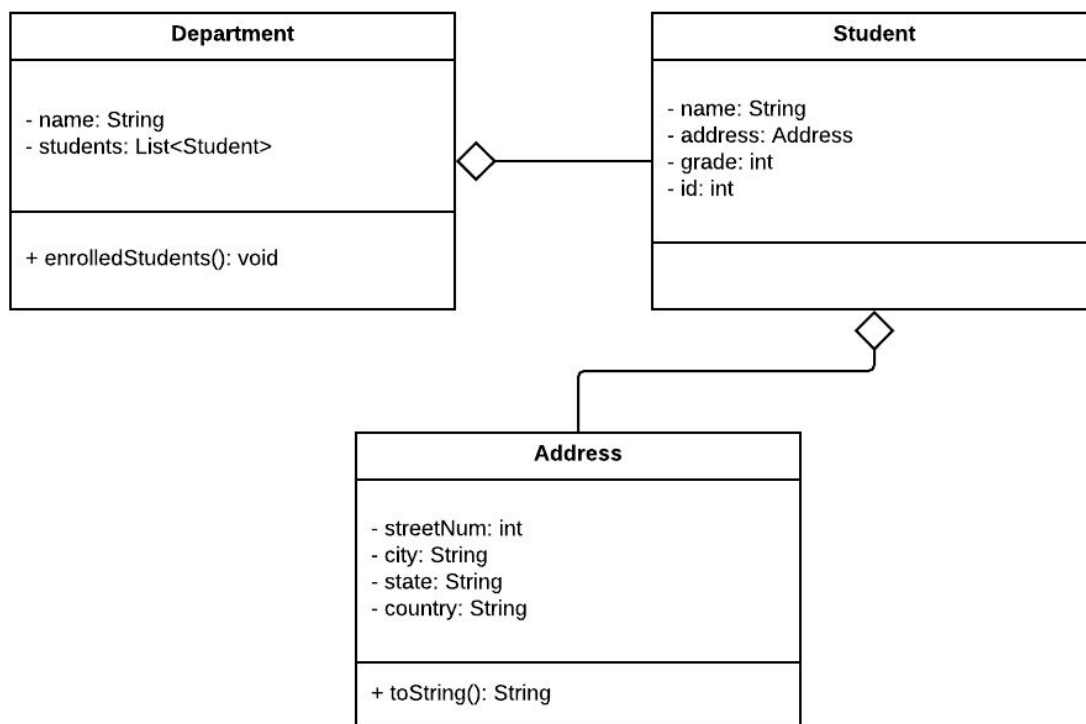 Department
- name: String
- students: List<Student>
+ enrolledStudents(): void
Student
- name: String
- address: Address
- grade: int
- id: int
Address
- streetNum: int
- city: String
- state: String
- country: String
+ toString(): String